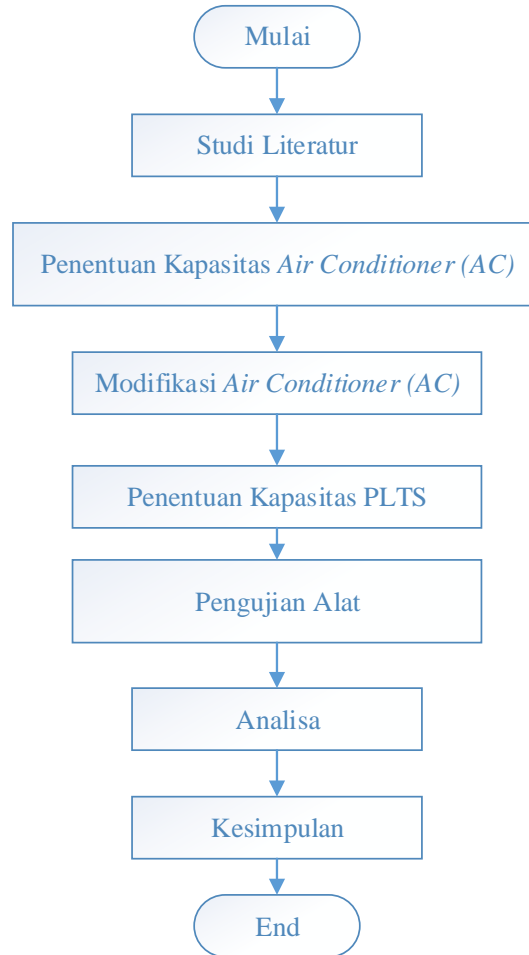 Mulai
Studi Literatur
Penentuan Kapasitas Air Conditioner (AC)
Modifikasi Air Conditioner (AC)
Penentuan Kapasitas PLTS
Pengujian Alat
Analisa
Kesimpulan
End